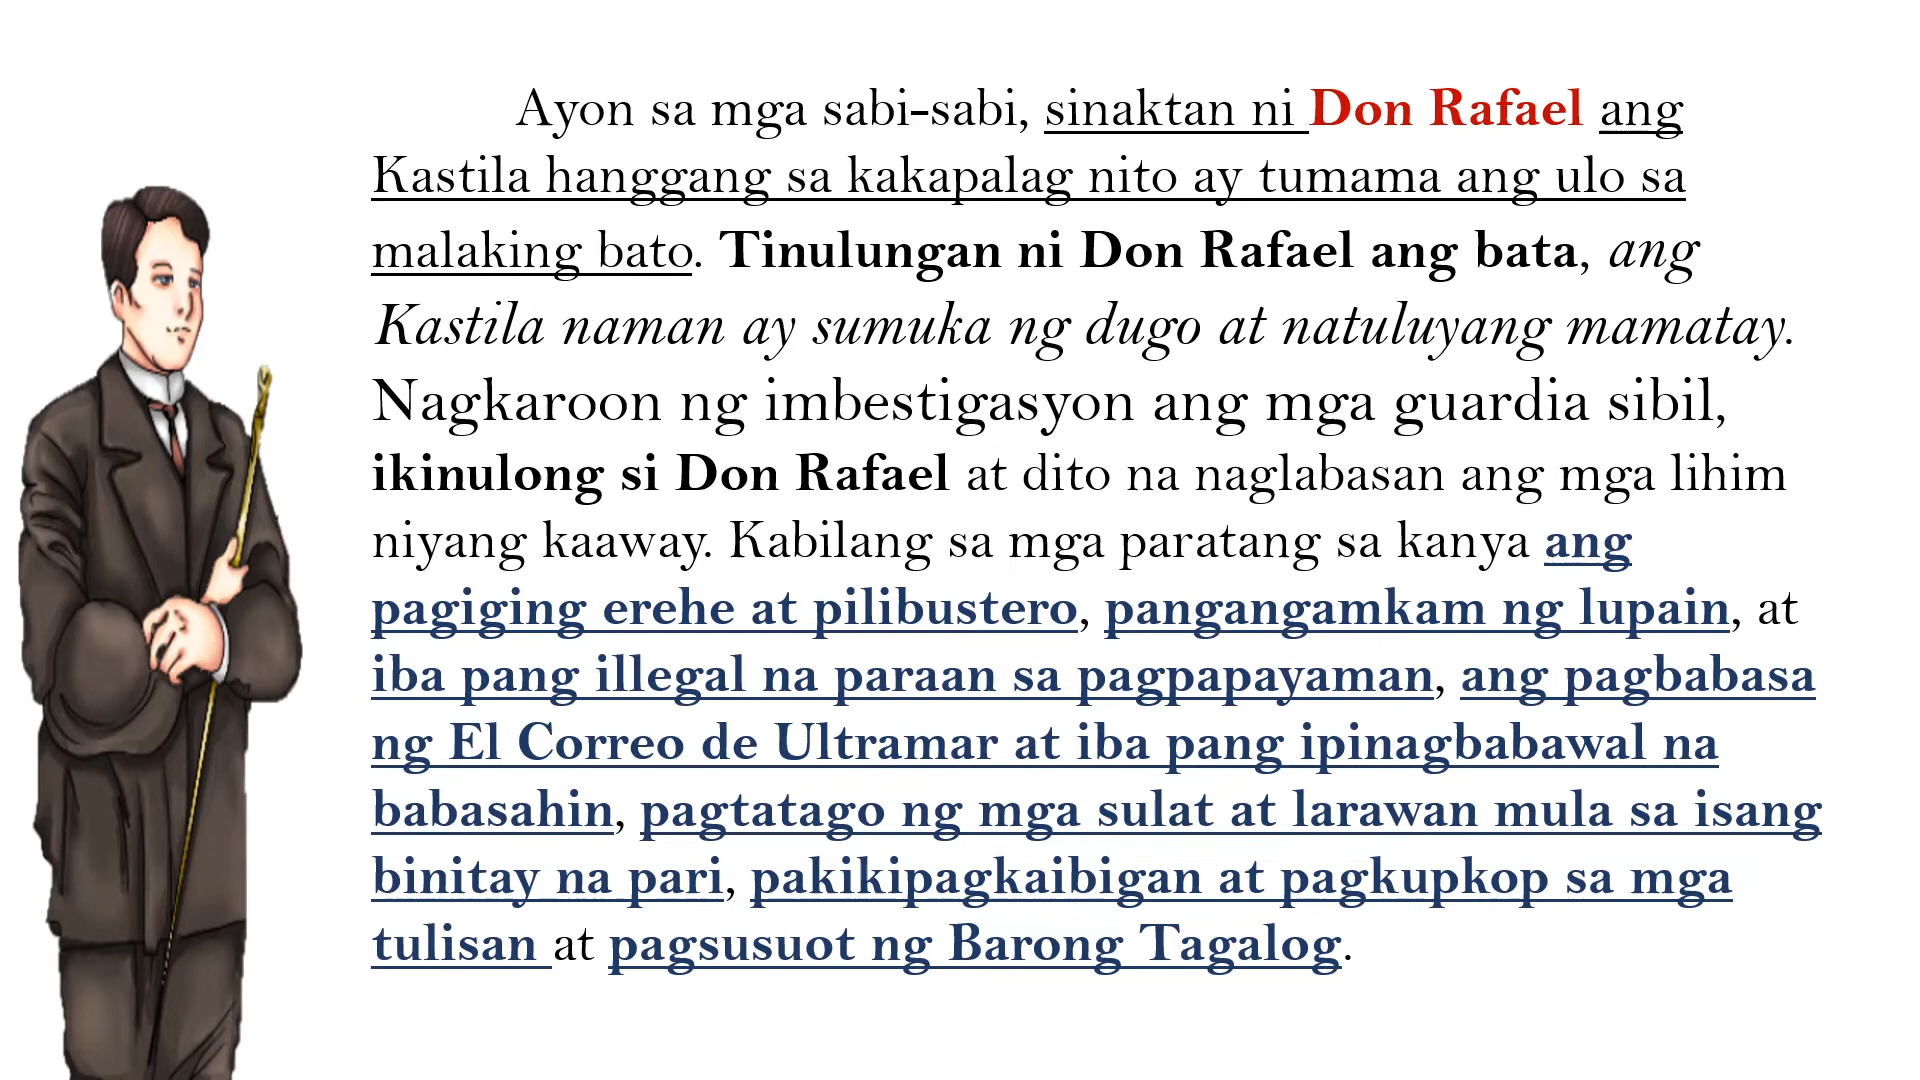 Ayon sa mga sabi-sabi, sinaktan ni Don Rafael ang
Kastila hanggang sa kakapalag nito ay tumama ang ulo sa
malaking bato. Tinulungan ni Don Rafael ang bata, ang
Kastila naman ay sumuka ng dugo at natuluyang mamatay.
Nagkaroon ng imbestigasyon ang mga guardia sibil,
ikinulong si Don Rafael at dito na naglabasan ang mga lihim
niyang kaaway. Kabilang sa mga paratang sa kanya ang
pagiging erehe at pilibustero, pangangamkam ng lupain, at
iba pang illegal na paraan sa pagpapayaman, ang pagbabasa
ng El Correo de Ultramar at iba pang ipinagbabawal na
babasahin, pagtatago ng mga sulat at larawan mula sa isang
binitay na pari, pakikipagkaibigan at pagkupkop sa mga
tulisan at pagsusuot ng Barong Tagalog.